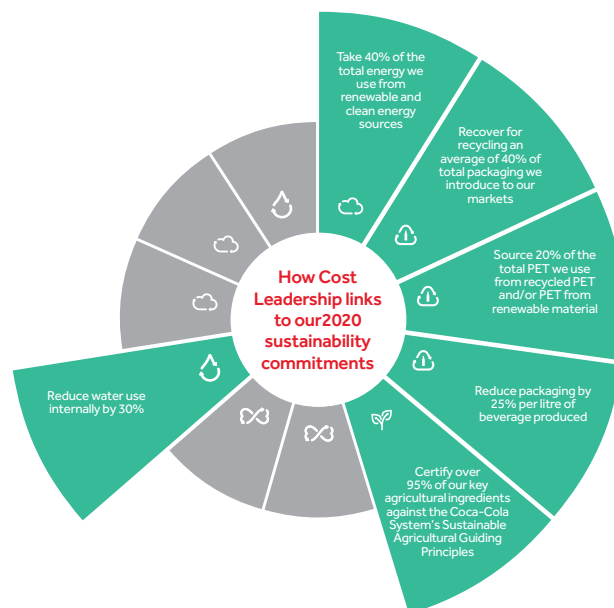 Take 40% of the
total energy we
use from
renewable and
clean energy
sources
Recover for
recycling an
average of 40% of
total packaging we
introduce to our
markets
Source 20% of the
total PET we use
from recycled PET
and/or PET from
renewable material
Reduce packaging by
25% per litre of
beverage produced
Certify over
95% of our key
agricultural ingredients
against the Coca-Cola
System's Sustainable
Agricultural Guiding
Principles
Reduce water use
internally by 30%
How Cost
Leadership links
to our2020
sustainability
commitments